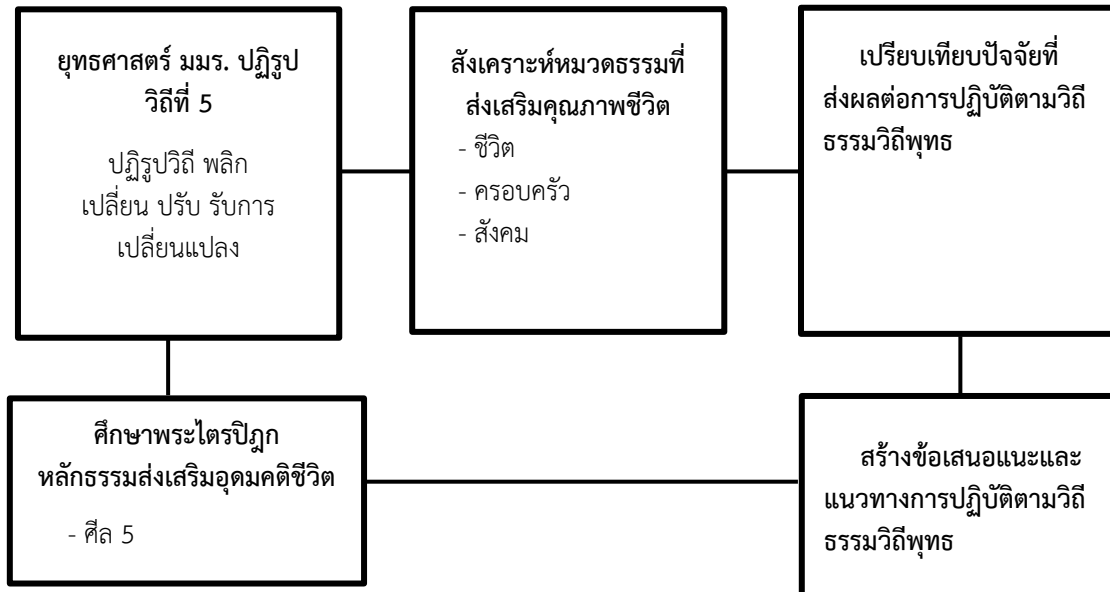 ยุทธศาสตร์ มมร. ปฏิรูป
วิถีที่ 5
ปฏิรูปวิถี พลิก
เปลี่ยน ปรับ รับการ
เปลี่ยนแปลง
สังเคราะห์หมวดธรรมที่
ส่งเสริมคุณภาพชีวิต
- ชีวิต
- ครอบครัว
- สังคม
เปรียบเทียบปัจจัยที่
ส่งผลต่อการปฏิบัติตามวิถี
ธรรมวิถีพุทธ
ศึกษาพระไตรปิฎก
หลักธรรมส่งเสริมอุดมคติชีวิต
- ศีล 5
สร้างข้อเสนอแนะและ
แนวทางการปฏิบัติตามวิถี
ธรรมวิถีพุทธ